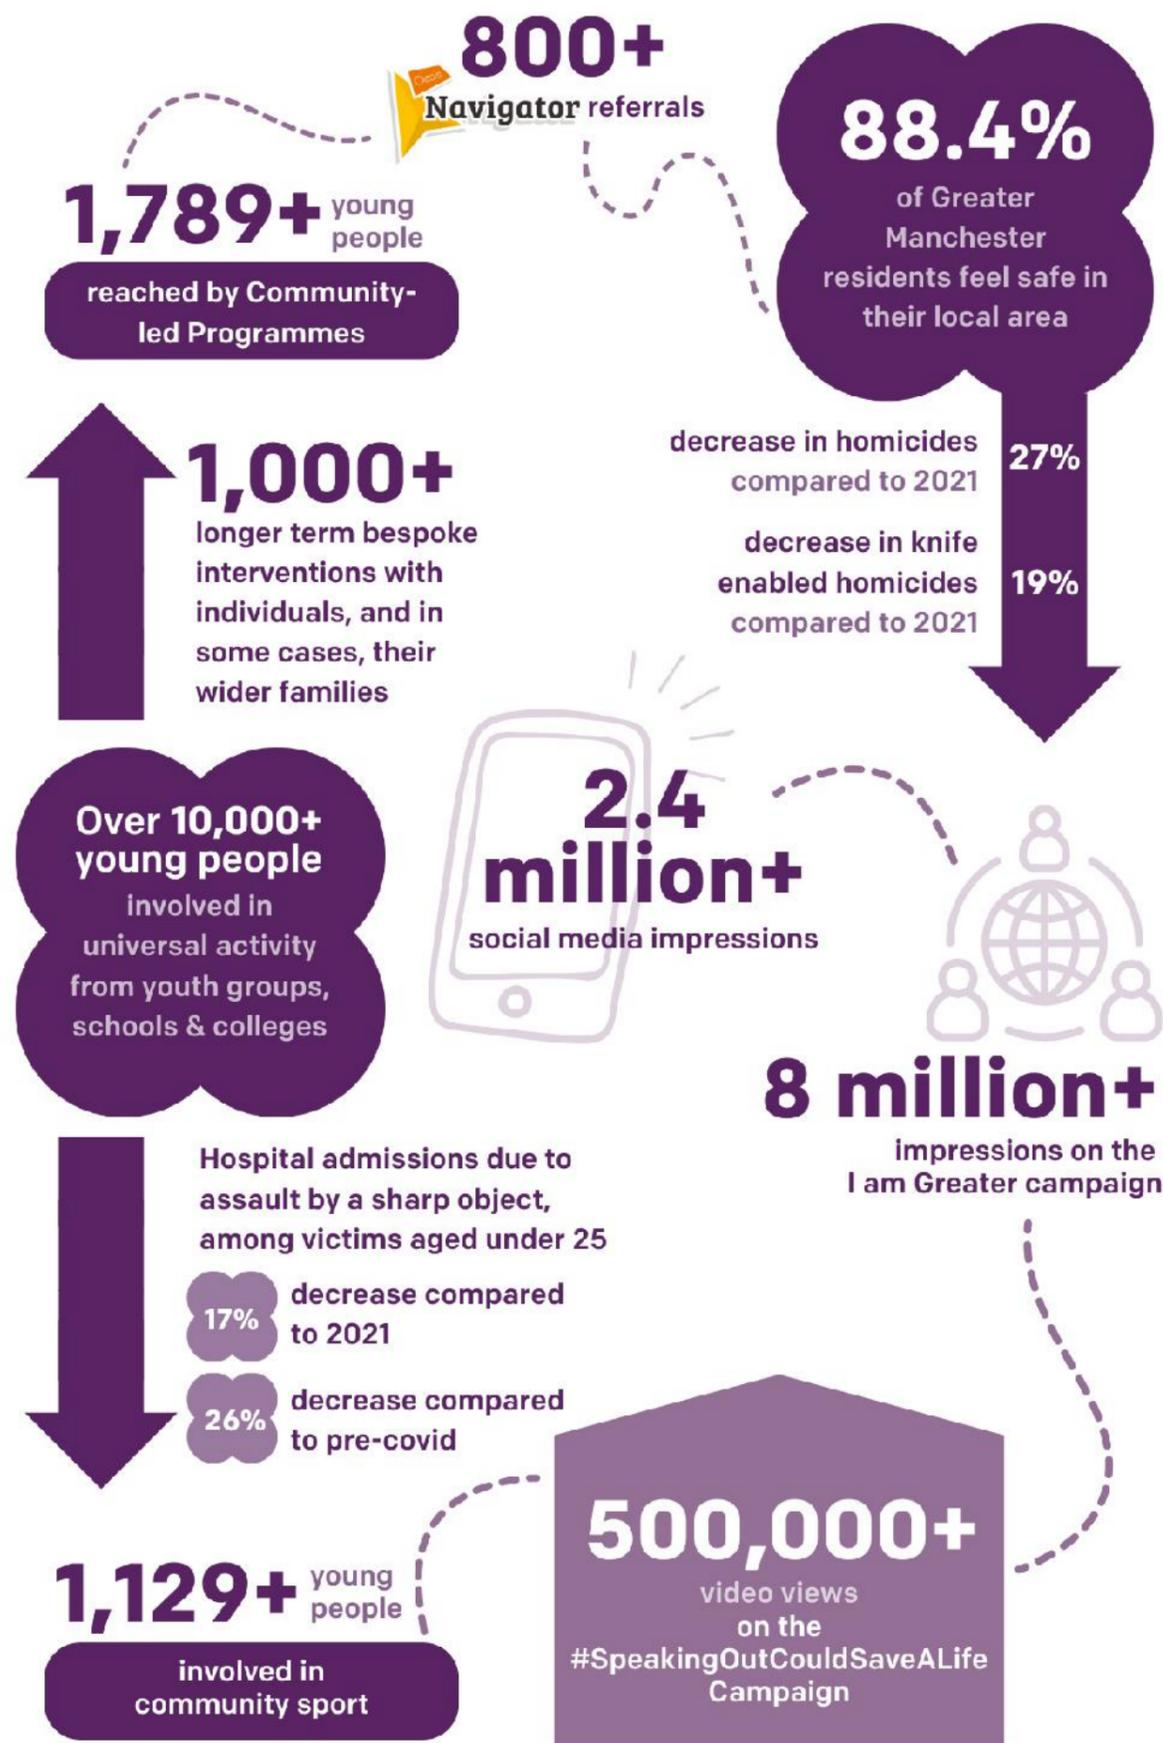 800+
Oasis
Navigator referrals
1,789+ young
people
reached by Community-
led Programmes
88.4%
of Greater
Manchester
residents feel safe in
their local area
1,000+
longer term bespoke
interventions with
individuals, and in
some cases, their
wider families
decrease in homicides 27%
compared to 2021
decrease in knife
enabled homicides 19%
compared to 2021
Over 10,000+
young people
involved in
universal activity
from youth groups,
schools & colleges
2.4
million+
social media impressions
8 million+
impressions on the
I am Greater campaign
Hospital admissions due to
assault by a sharp object,
among victims aged under 25
17% decrease compared
to 2021
26% decrease compared
to pre-covid
1,129+ young
people
involved in
community sport
500,000+
video views
on the
#SpeakingOutCouldSaveALife
Campaign